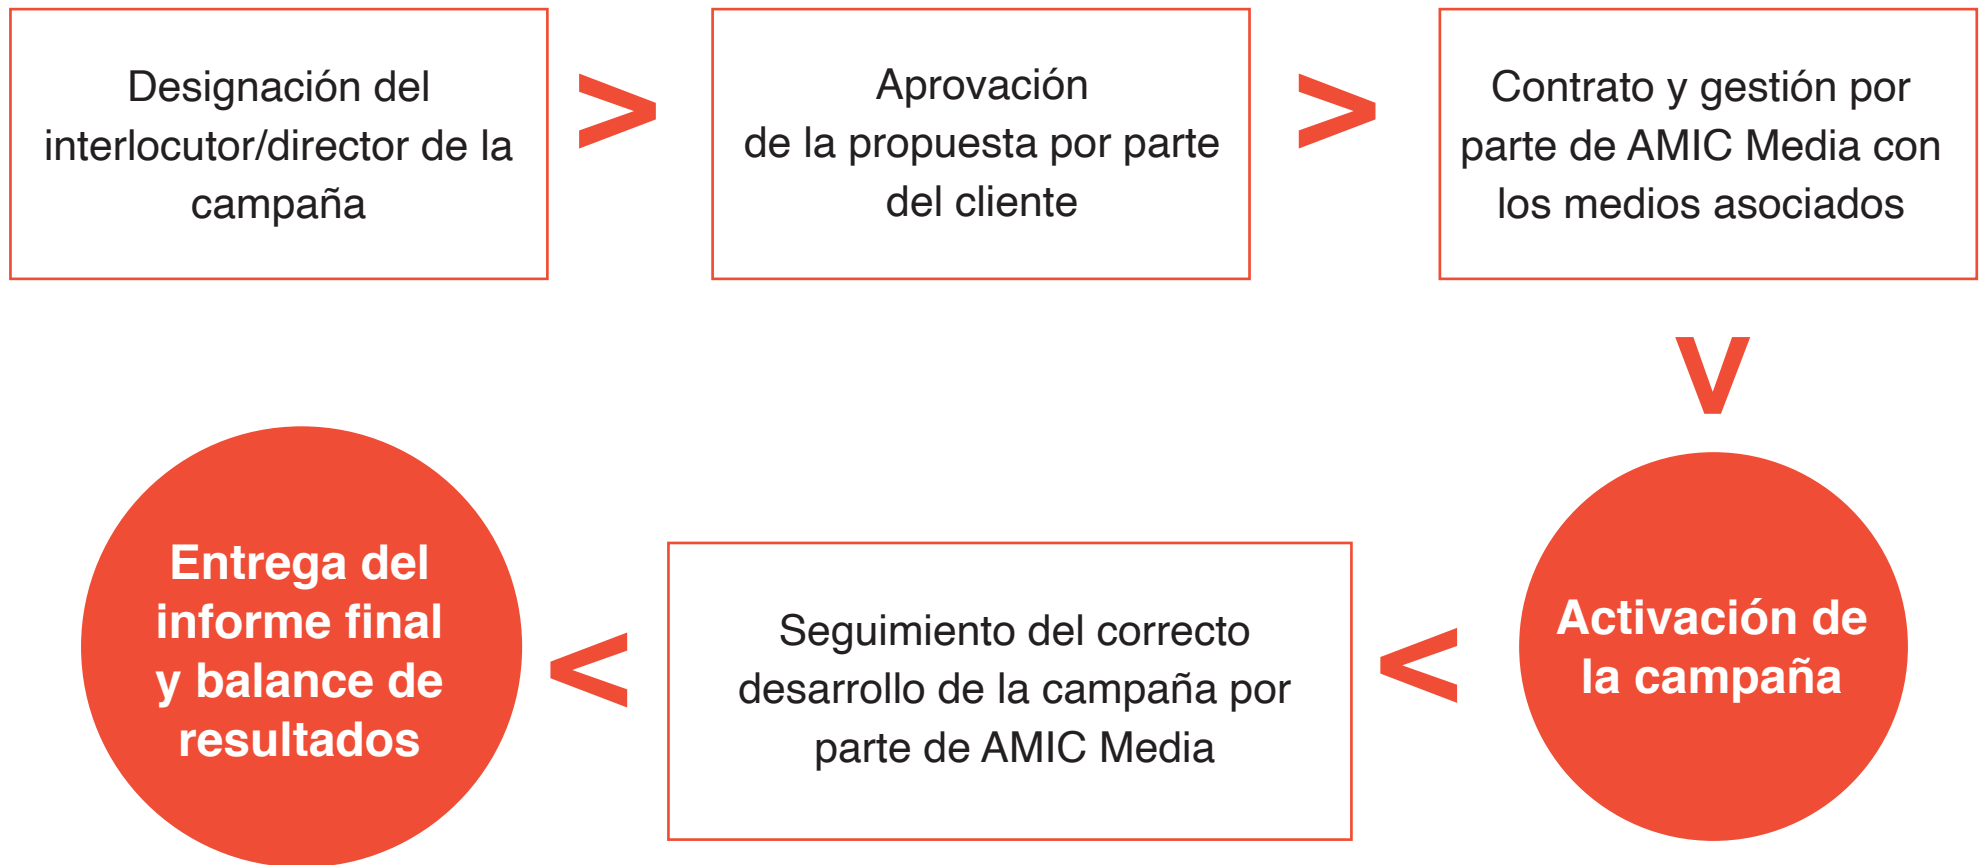 Designación del
interlocutor/director de la
campaña
>
Aprovación
de la propuesta por parte
del cliente
>
Contrato y gestión por
parte de AMIC Media con
los medios asociados
V
Activación de
la campaña
<
Seguimiento del correcto
desarrollo de la campaña por
parte de AMIC Media
<
Entrega del
informe final
y balance de
resultados